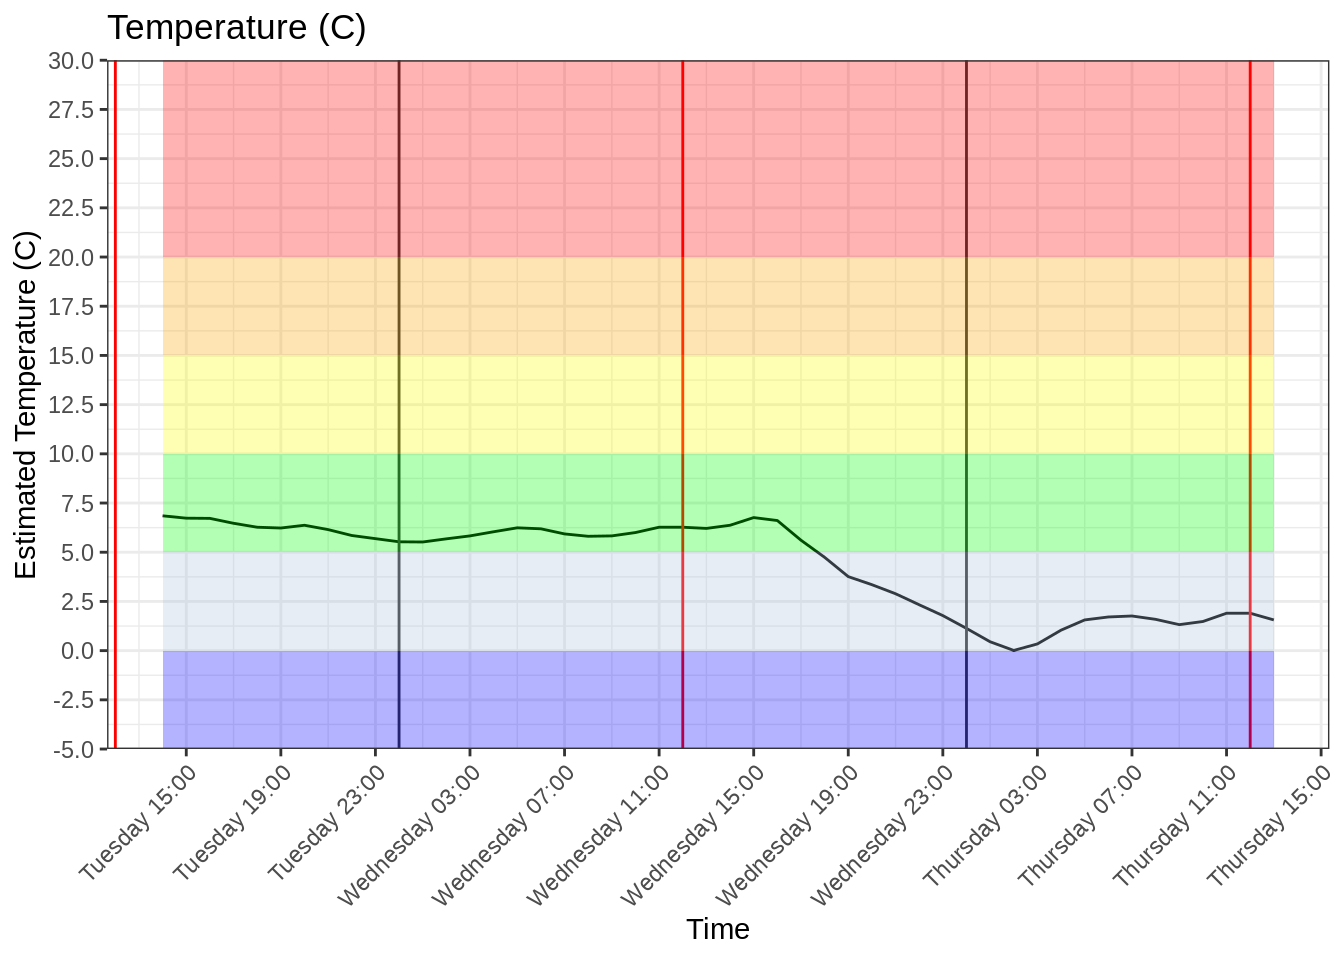 Temperature (C)
Estimated Temperature (C)
30.0
27.5
25.0
22.5
20.0
17.5
15.0
12.5
10.0
7.5
5.0
2.5
0.0
-2.5
-5.0
Tuesday 15:00
Tuesday 19:00
Tuesday 23:00
Wednesday 03:00
Wednesday 07:00
Wednesday 11:00
Wednesday 15:00
Wednesday 19:00
Wednesday 23:00
Thursday 03:00
Thursday 07:00
Thursday 11:00
Thursday 15:00
Time